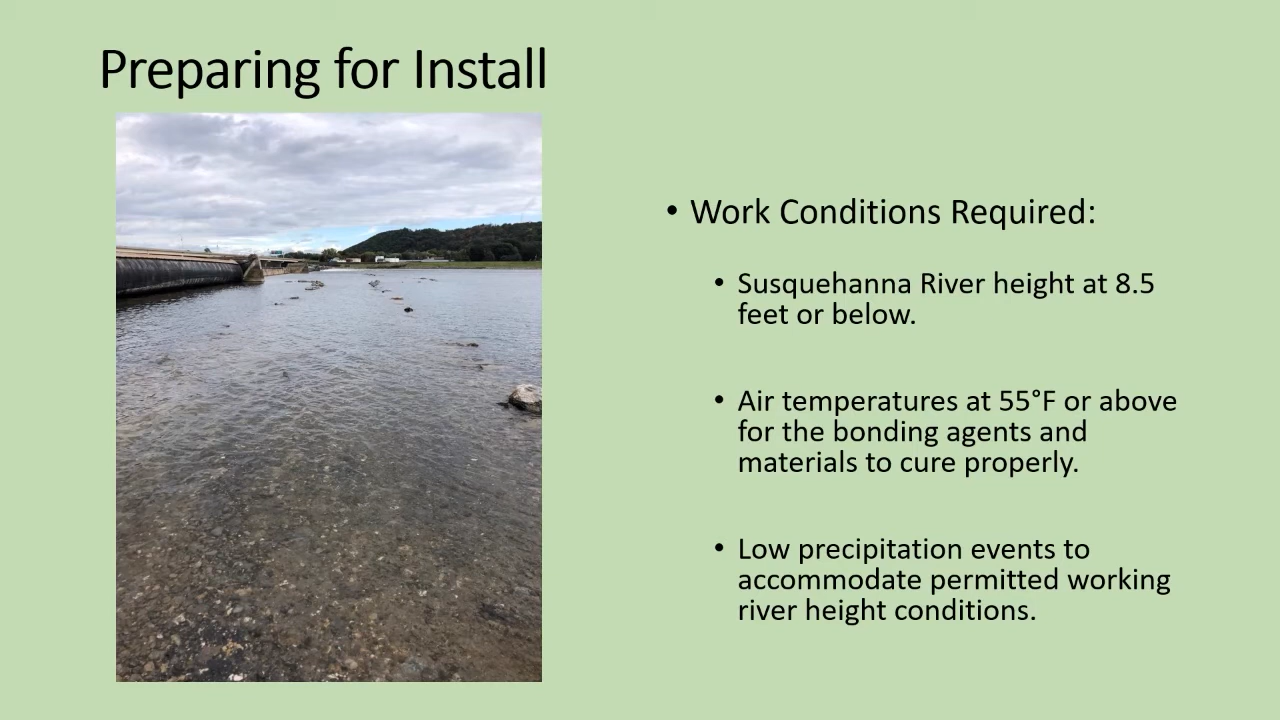 Preparing for Install
• Work Conditions Required:
• Susquehanna River height at 8.5
feet or below.
• Air temperatures at 55°F or above
for the bonding agents and
materials to cure properly.
• Low precipitation events to
accommodate permitted working
river height conditions.